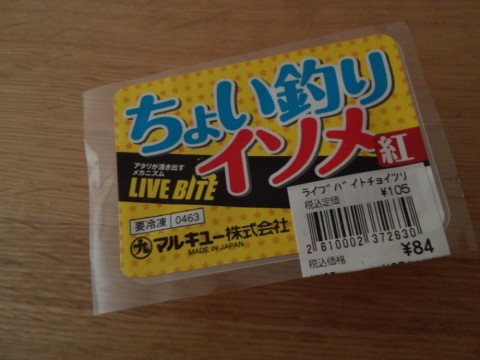 ちょい釣り
イソメ 紅
アタリが湧き出す
メカニズム
LIVE BITE
要冷凍 0463
マルキユー株式会社
MADE IN JAPAN
ライブバイトチョイツリ
¥105
税込定価
2610002372630
¥84
税込価格